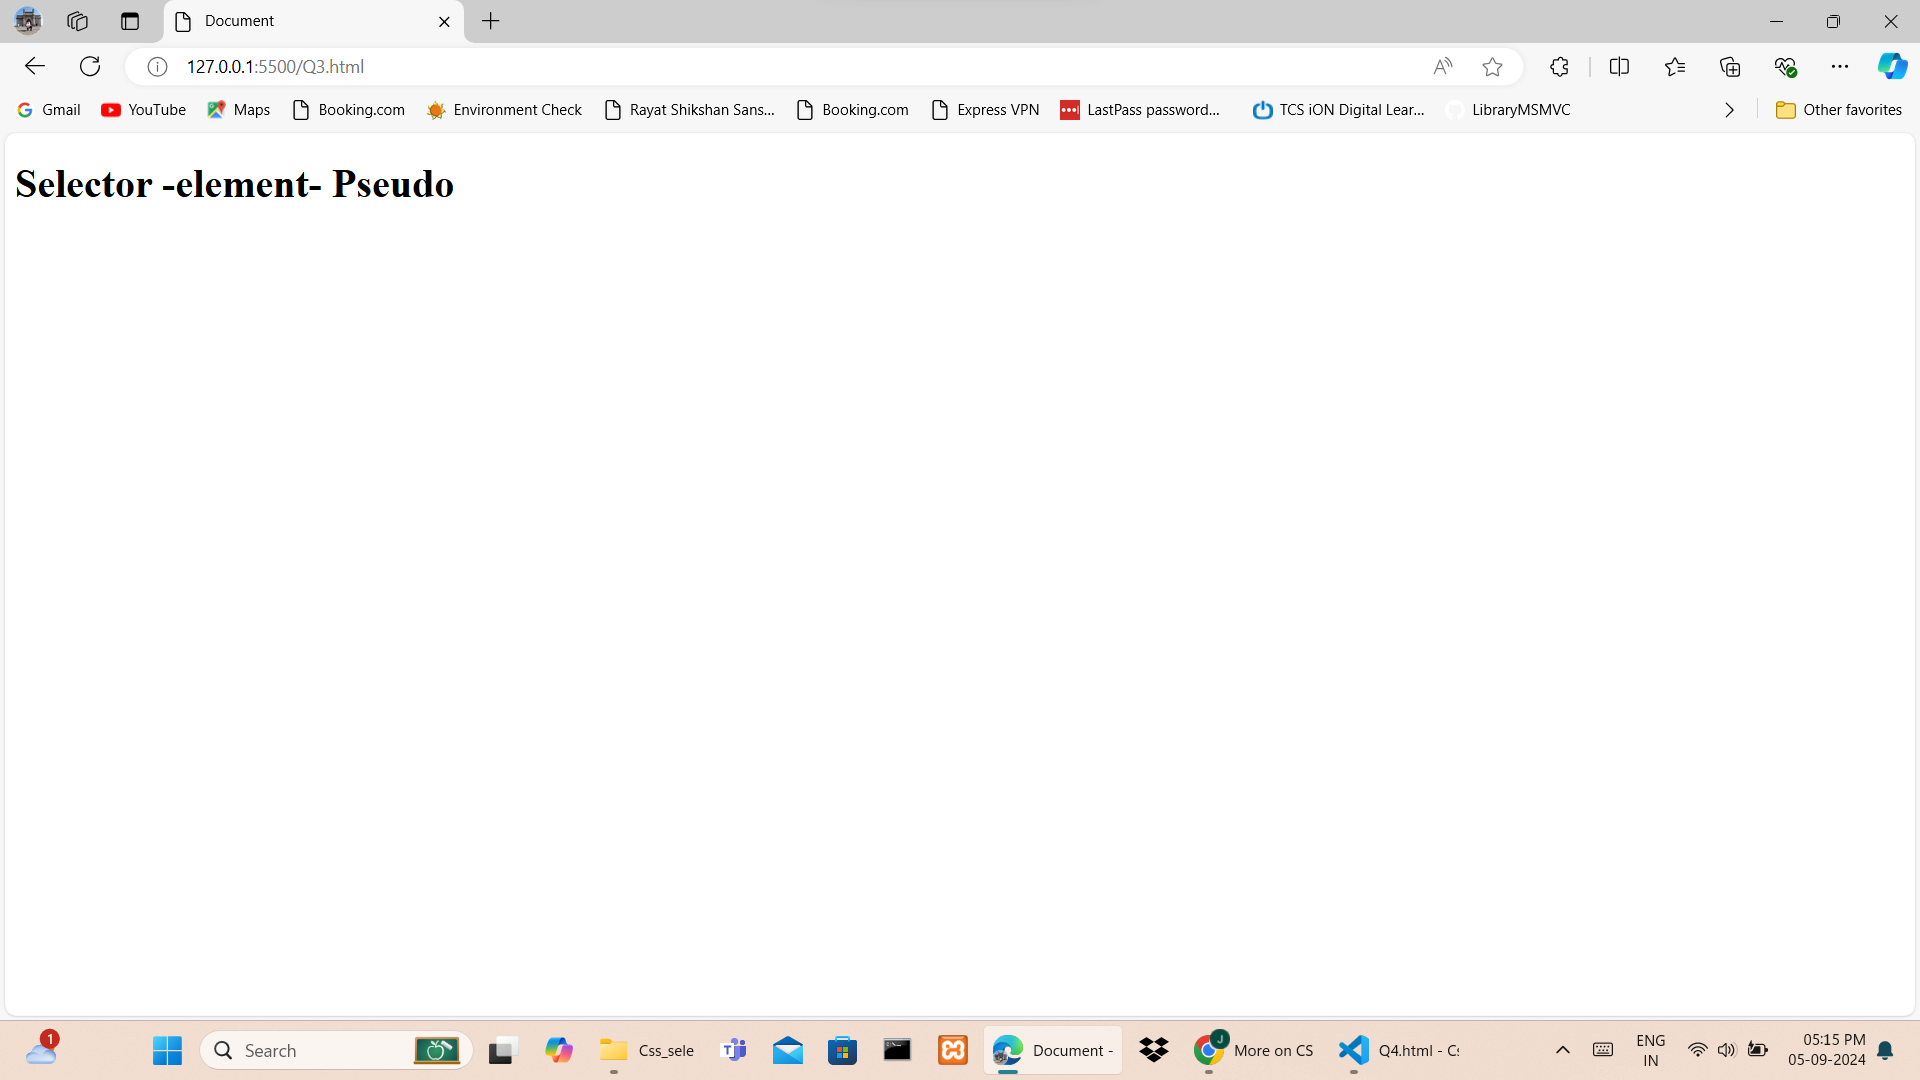 Document
127.0.0.1:5500/Q3.html
Gmail YouTube Maps Booking.com Environment Check Rayat Shikshan Sans... Booking.com Express VPN LastPass password... TCS iON Digital Lear... LibraryMSMVC Other favorites
Selector -element- Pseudo
1 Search Css_sele Document - J More on CS Q4.html - Cs ENG 05:15 PM
IN 05-09-2024